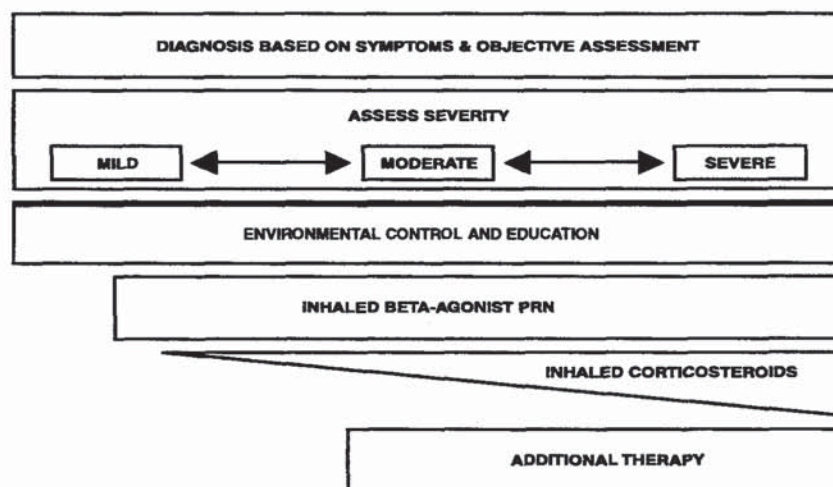 DIAGNOSIS BASED ON SYMPTOMS & OBJECTIVE ASSESSMENT
ASSESS SEVERITY
MILD MODERATE SEVERE
ENVIRONMENTAL CONTROL AND EDUCATION
INHALED BETA-AGONIST PRN
INHALED CORTICOSTEROIDS
ADDITIONAL THERAPY